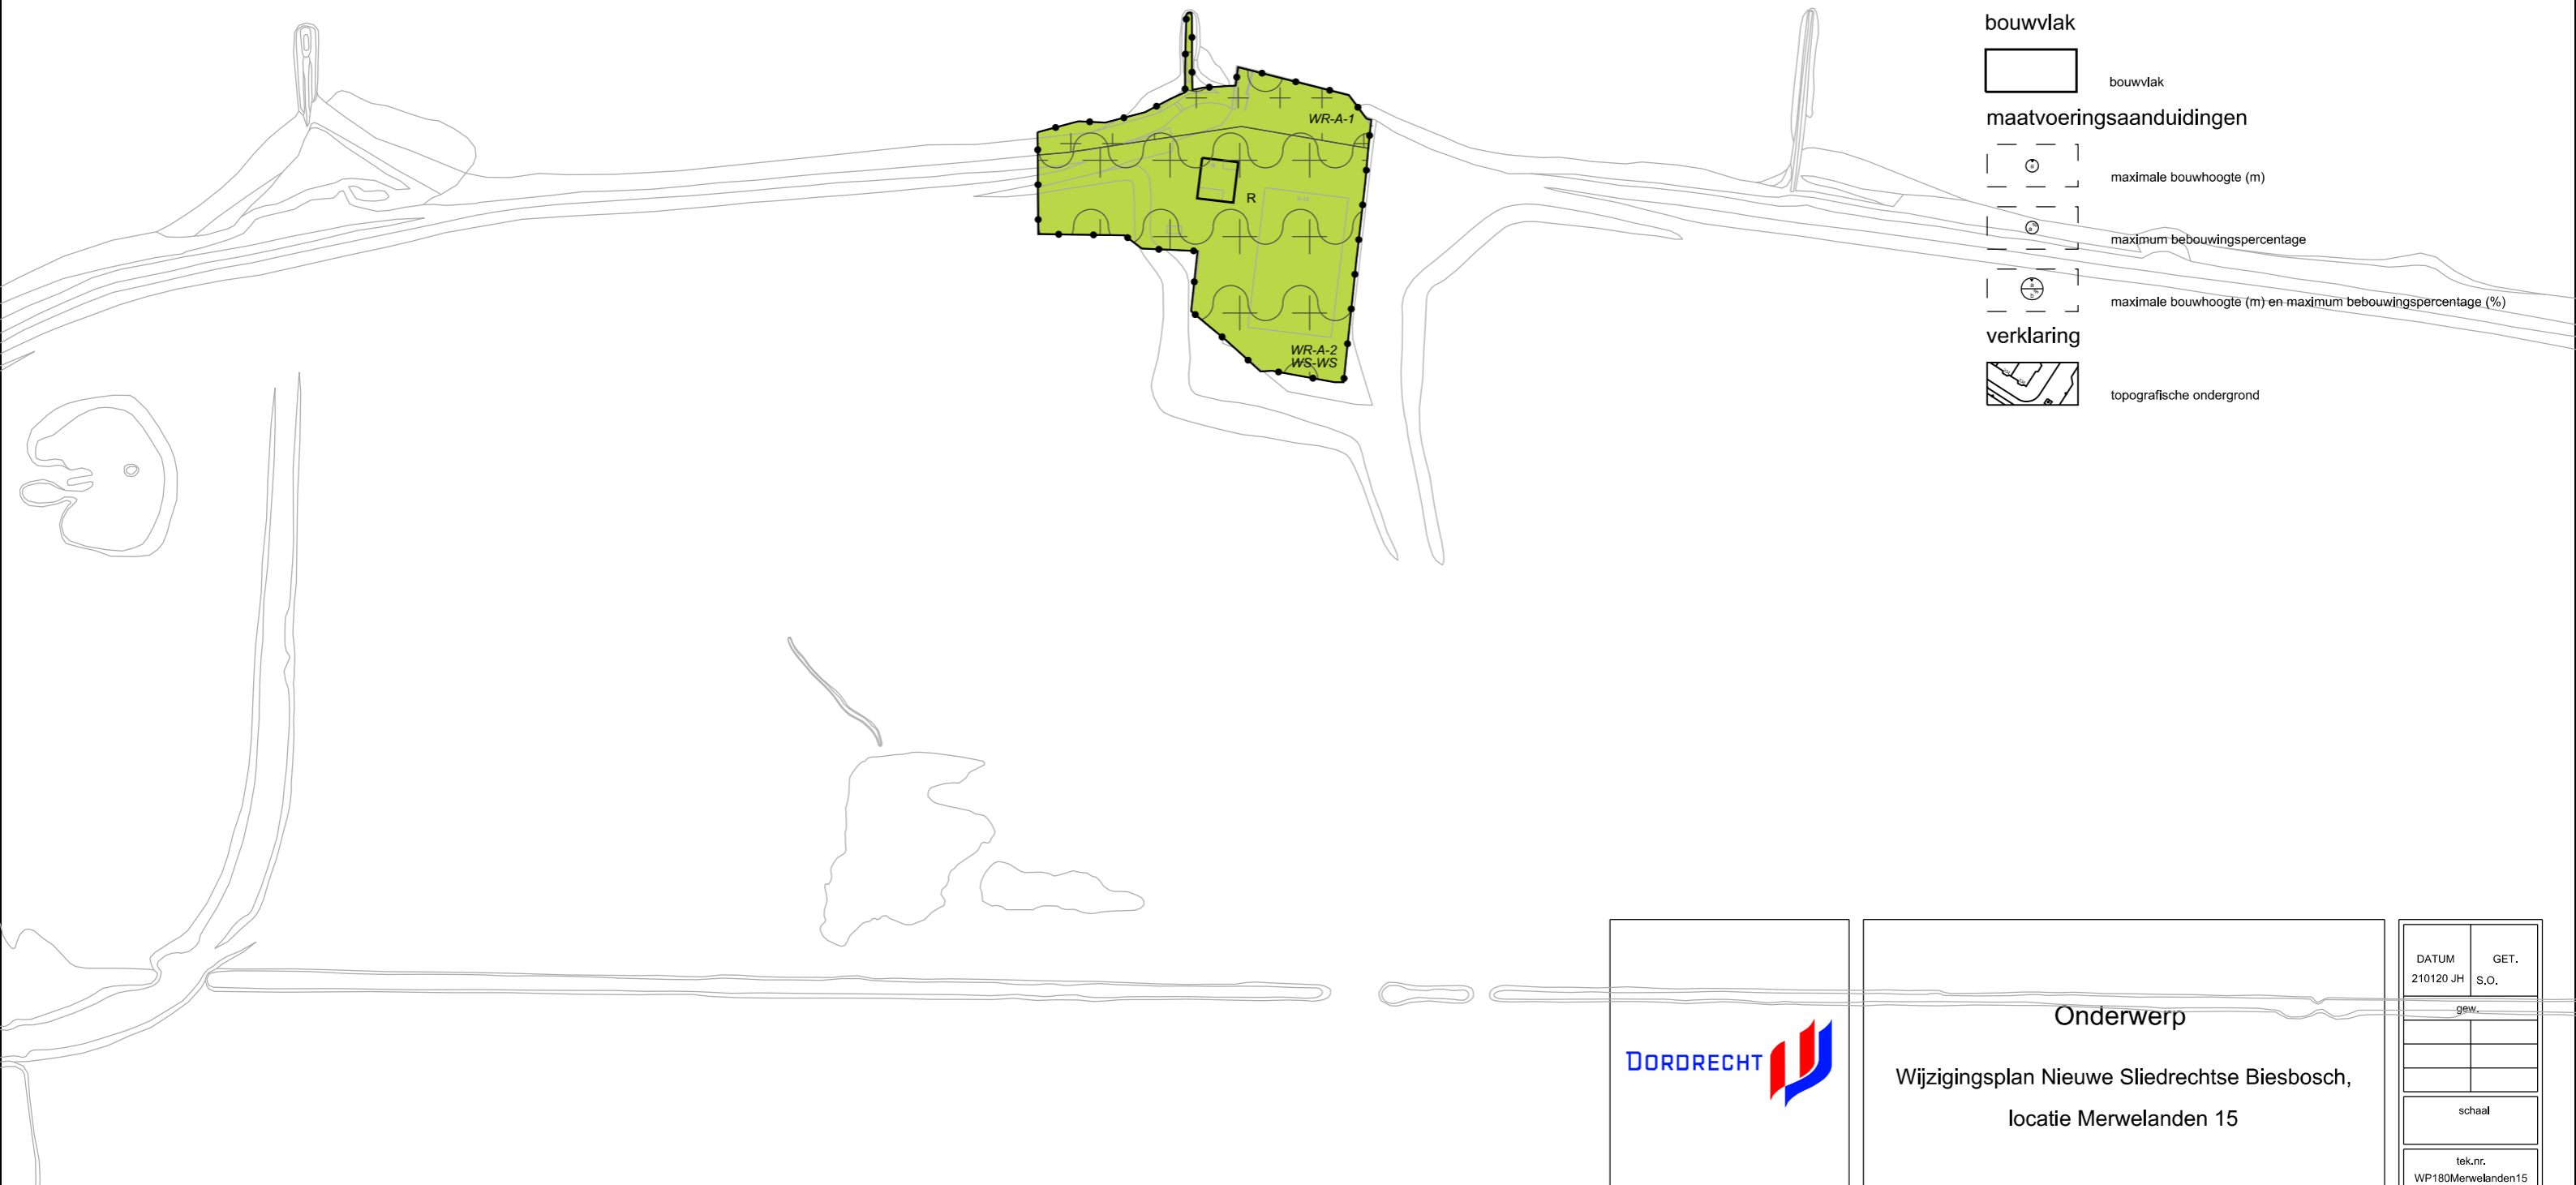 bouwvlak
bouwvlak
maatvoeringsaanduidingen
a
maximale bouwhoogte (m)
maximum bebouwingspercentage
a
%
b
maximale bouwhoogte (m) en maximum bebouwingspercentage (%)
verklaring
topografische ondergrond
WR-A-1
R
WR-A-2
WS-WS
DORDRECHT
Onderwerp
Wijzigingsplan Nieuwe Sliedrechtse Biesbosch,
locatie Merwelanden 15
DATUM GET.
210120 JH S.O.
gew.
schaal
tek.nr.
WP180Merwelanden15